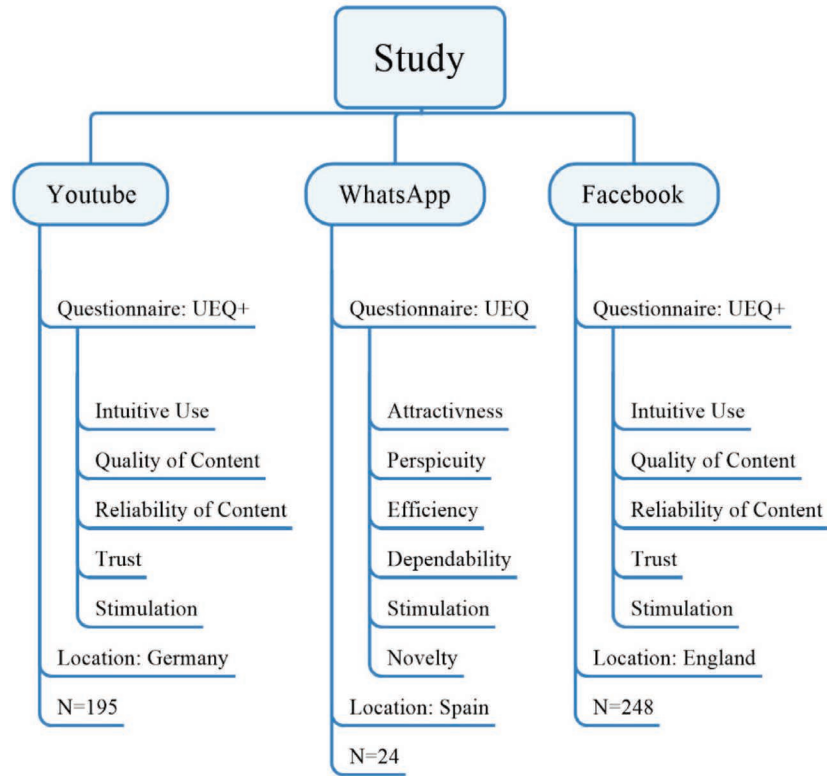 Study
Youtube
Questionnaire: UEQ+
Intuitive Use
Quality of Content
Reliability of Content
Trust
Stimulation
Location: Germany
N=195
WhatsApp
Questionnaire: UEQ
Attractivness
Perspicuity
Efficiency
Dependability
Stimulation
Novelty
Location: Spain
N=24
Facebook
Questionnaire: UEQ+
Intuitive Use
Quality of Content
Reliability of Content
Trust
Stimulation
Location: England
N=248